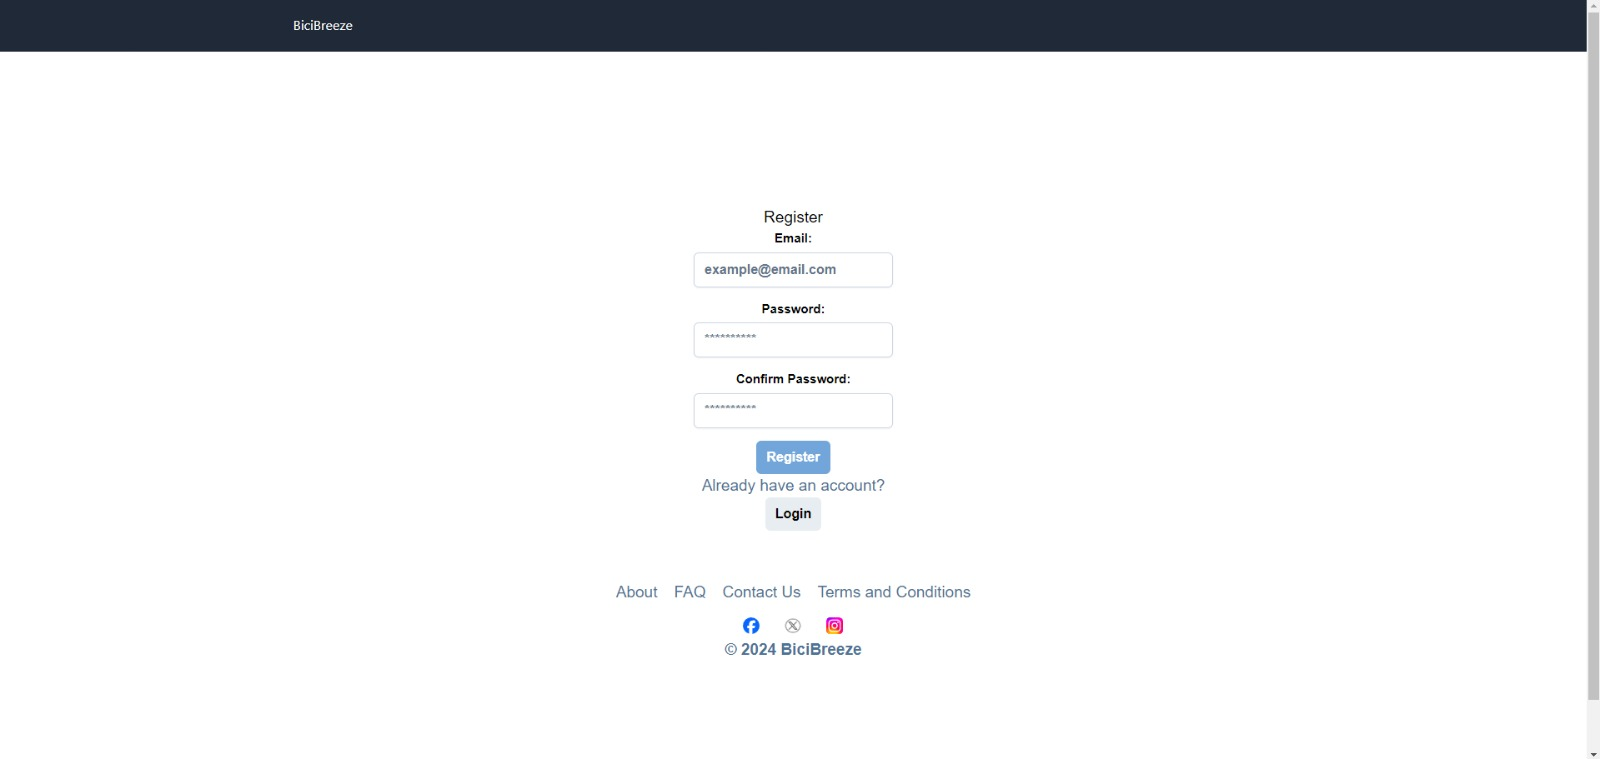 BiciBreeze
Register
Email:
example@email.com
Password:
**********
Confirm Password:
**********
Register
Already have an account?
Login
About FAQ Contact Us Terms and Conditions
© 2024 BiciBreeze